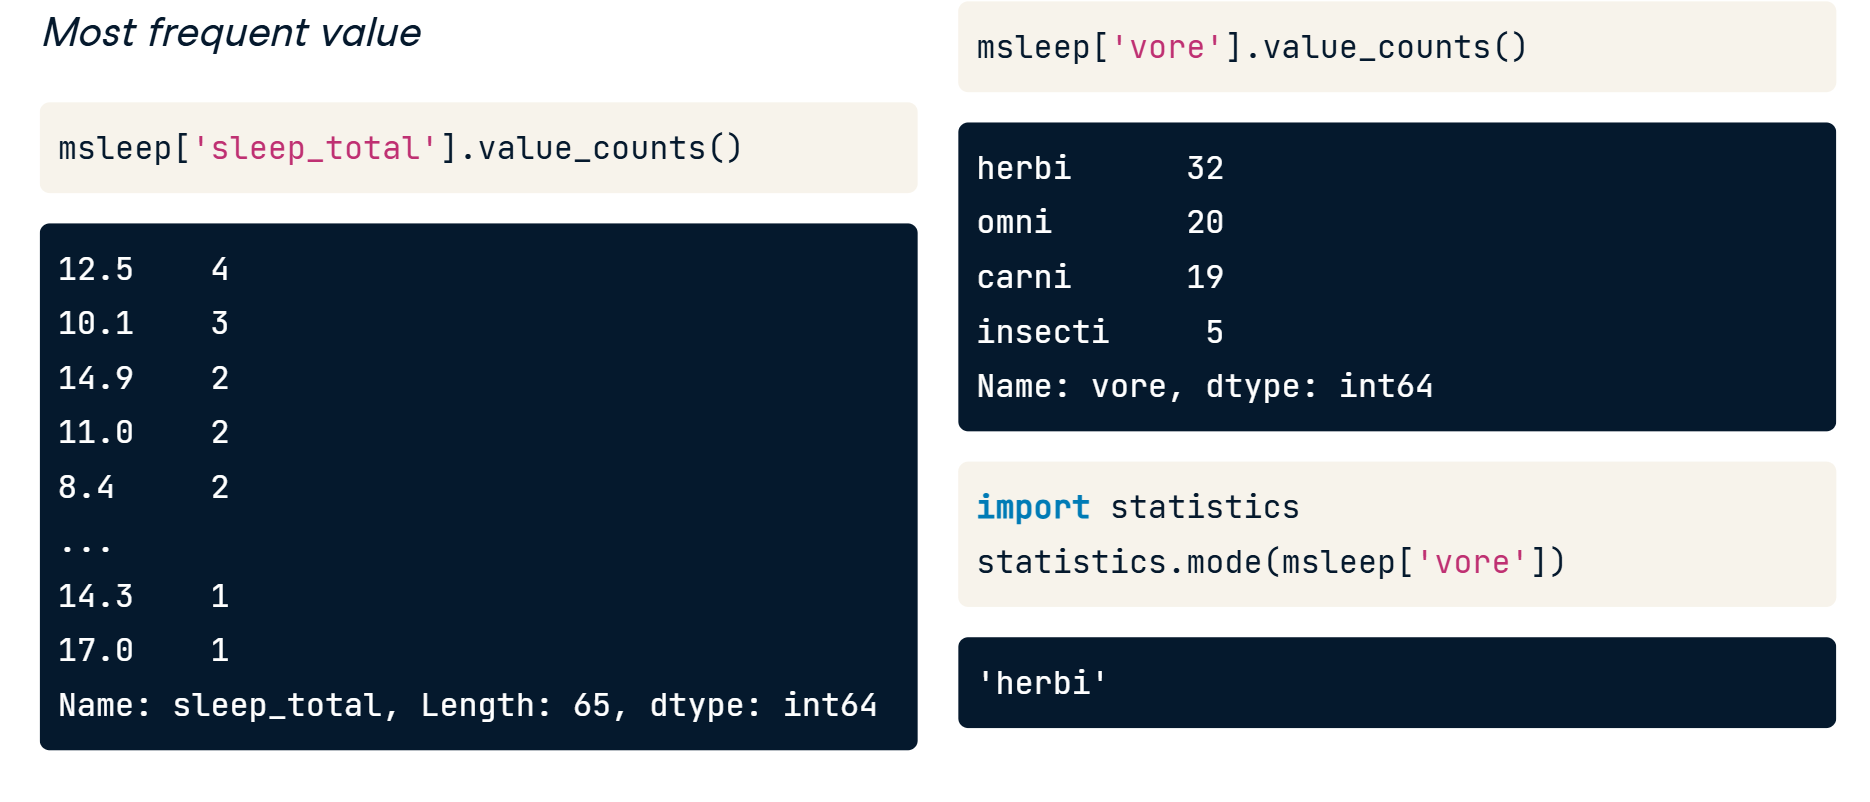 Most frequent value
msleep['sleep_total'].value_counts()
12.5    4
10.1    3
14.9    2
11.0    2
8.4     2
...
14.3    1
17.0    1
Name: sleep_total, Length: 65, dtype: int64
msleep['vore'].value_counts()
herbi      32
omni       20
carni      19
insecti     5
Name: vore, dtype: int64
import statistics
statistics.mode(msleep['vore'])
'herbi'